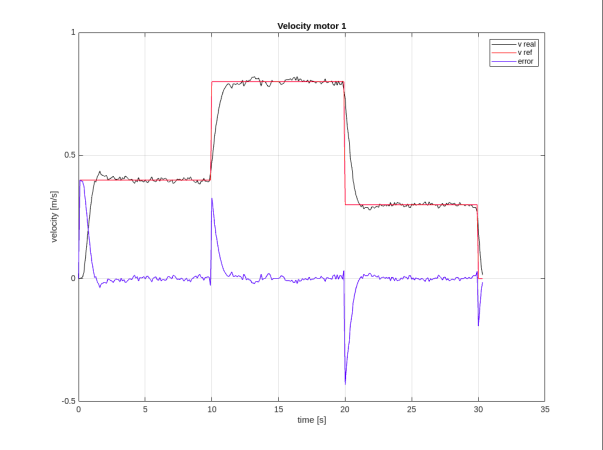 Velocity motor 1
1
v real
v ref
error
0.5
velocity [m/s]
0
-0.5
0 5 10 15 20 25 30 35
time [s]